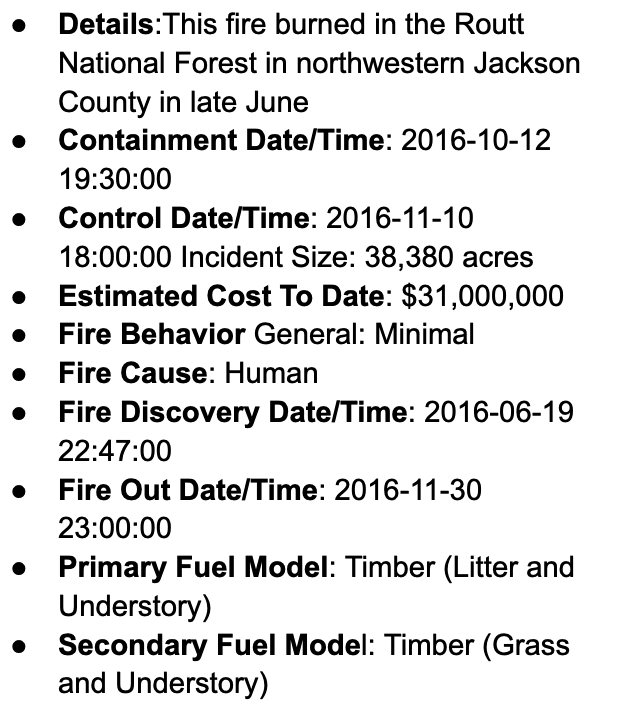 ● Details:This fire burned in the Routt
National Forest in northwestern Jackson
County in late June
● Containment Date/Time: 2016-10-12
19:30:00
● Control Date/Time: 2016-11-10
18:00:00 Incident Size: 38,380 acres
● Estimated Cost To Date: $31,000,000
● Fire Behavior General: Minimal
● Fire Cause: Human
● Fire Discovery Date/Time: 2016-06-19
22:47:00
● Fire Out Date/Time: 2016-11-30
23:00:00
● Primary Fuel Model: Timber (Litter and
Understory)
● Secondary Fuel Model: Timber (Grass
and Understory)